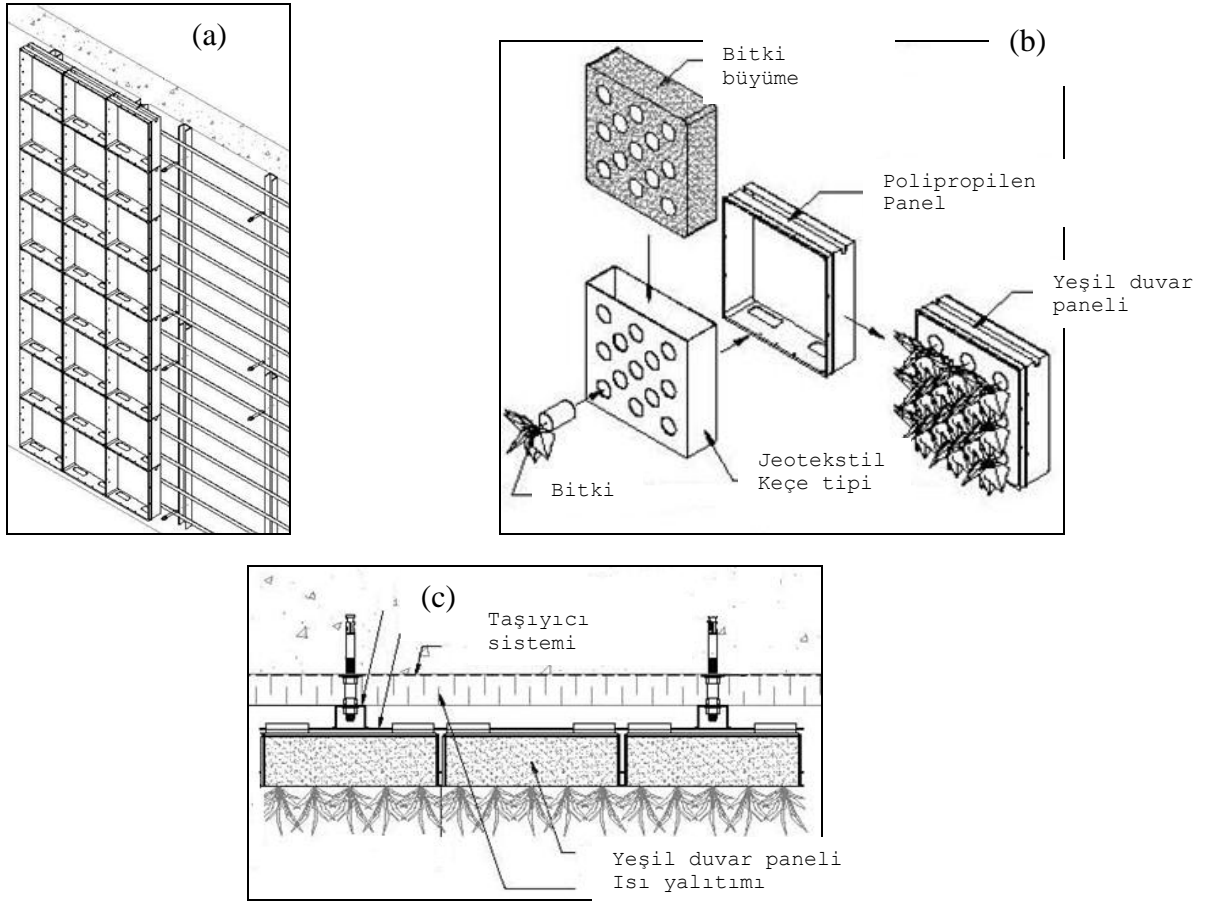 (a)
(b)
Bitki
büyüme
Polipropilen
Panel
Yeşil duvar
paneli
Jeotekstil
Keçe tipi
Bitki
(c)
Taşıyıcı
sistemi
Yeşil duvar paneli
Isı yalıtımı